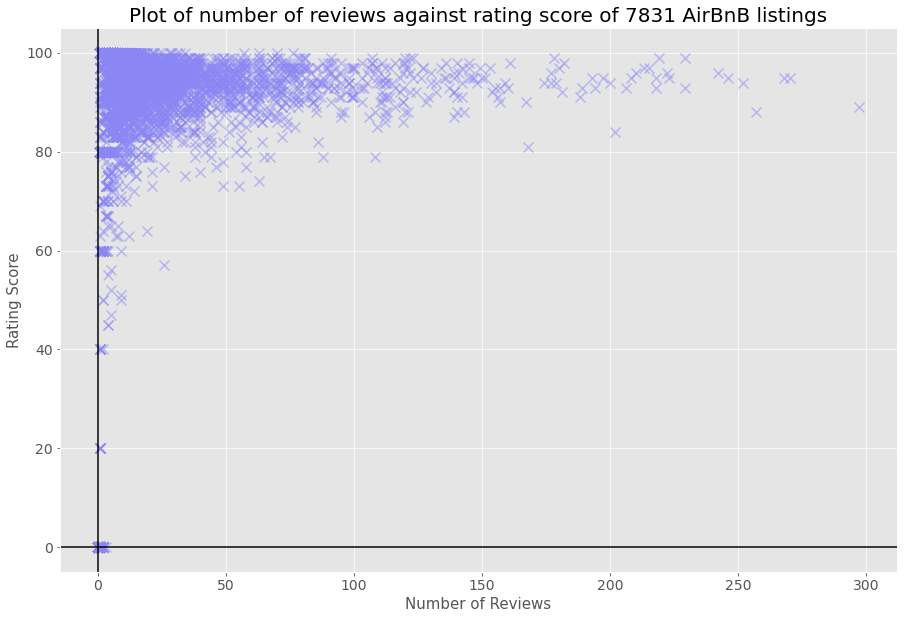 Plot of number of reviews against rating score of 7831 AirBnB listings
100
80
60
40
20
0
Rating Score
0 50 100 150 200 250 300
Number of Reviews